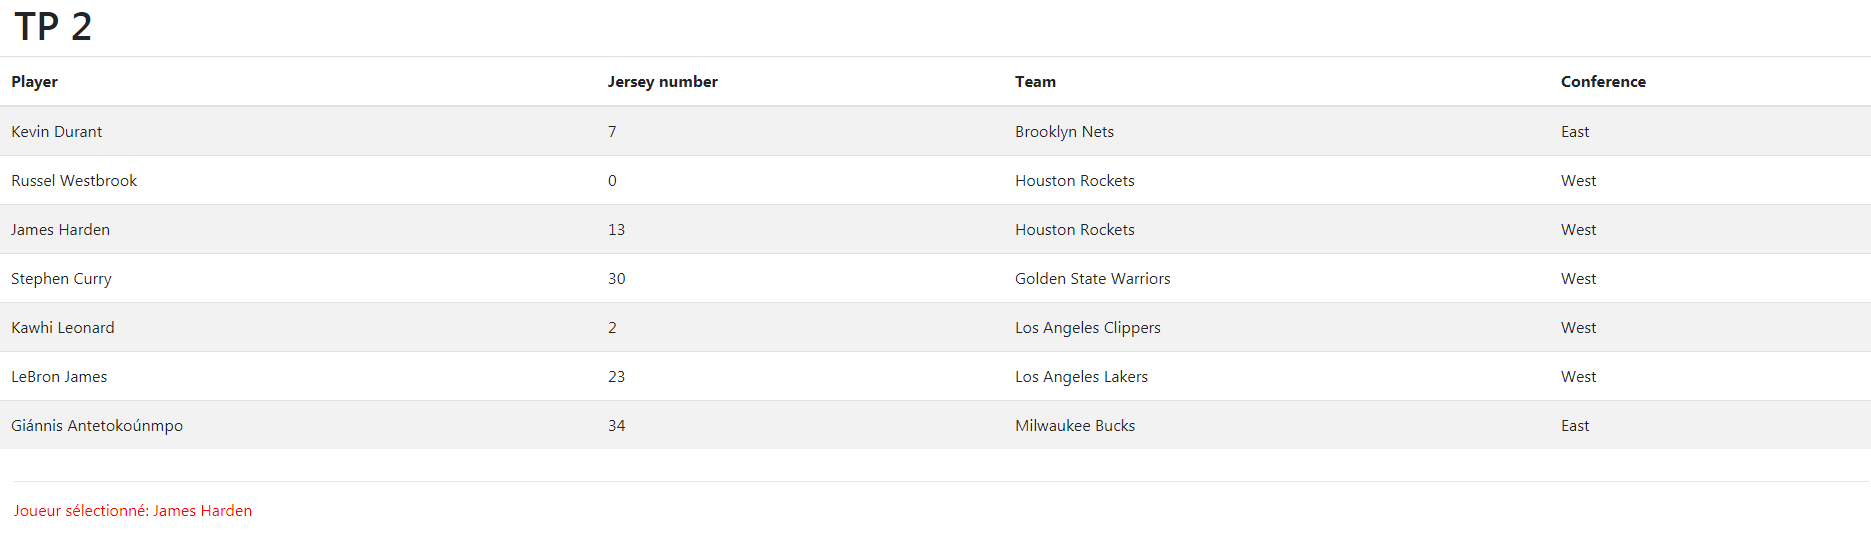 TP 2
Player Jersey number Team Conference
Kevin Durant 7 Brooklyn Nets East
Russel Westbrook 0 Houston Rockets West
James Harden 13 Houston Rockets West
Stephen Curry 30 Golden State Warriors West
Kawhi Leonard 2 Los Angeles Clippers West
LeBron James 23 Los Angeles Lakers West
Giánnis Antetokoúnmpo 34 Milwaukee Bucks East
Joueur sélectionné: James Harden